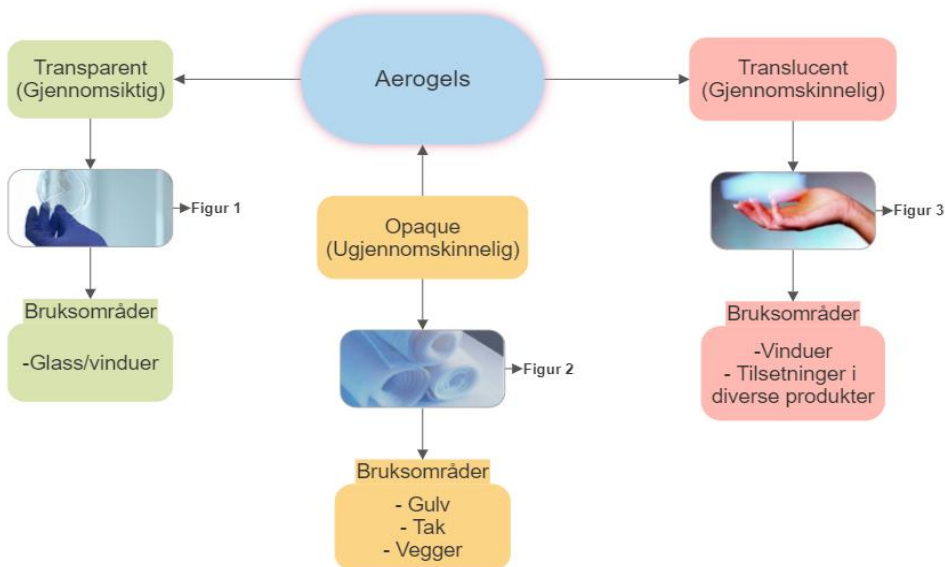 Aerogels
Transparent
(Gjennomsiktig)
Figur 1
Bruksområder
-Glass/vinduer
Opaque
(Ugjennomskinnelig)
Figur 2
Bruksområder
- Gulv
- Tak
- Vegger
Translucent
(Gjennomskinnelig)
Figur 3
Bruksområder
-Vinduer
- Tilsetninger i
diverse produkter